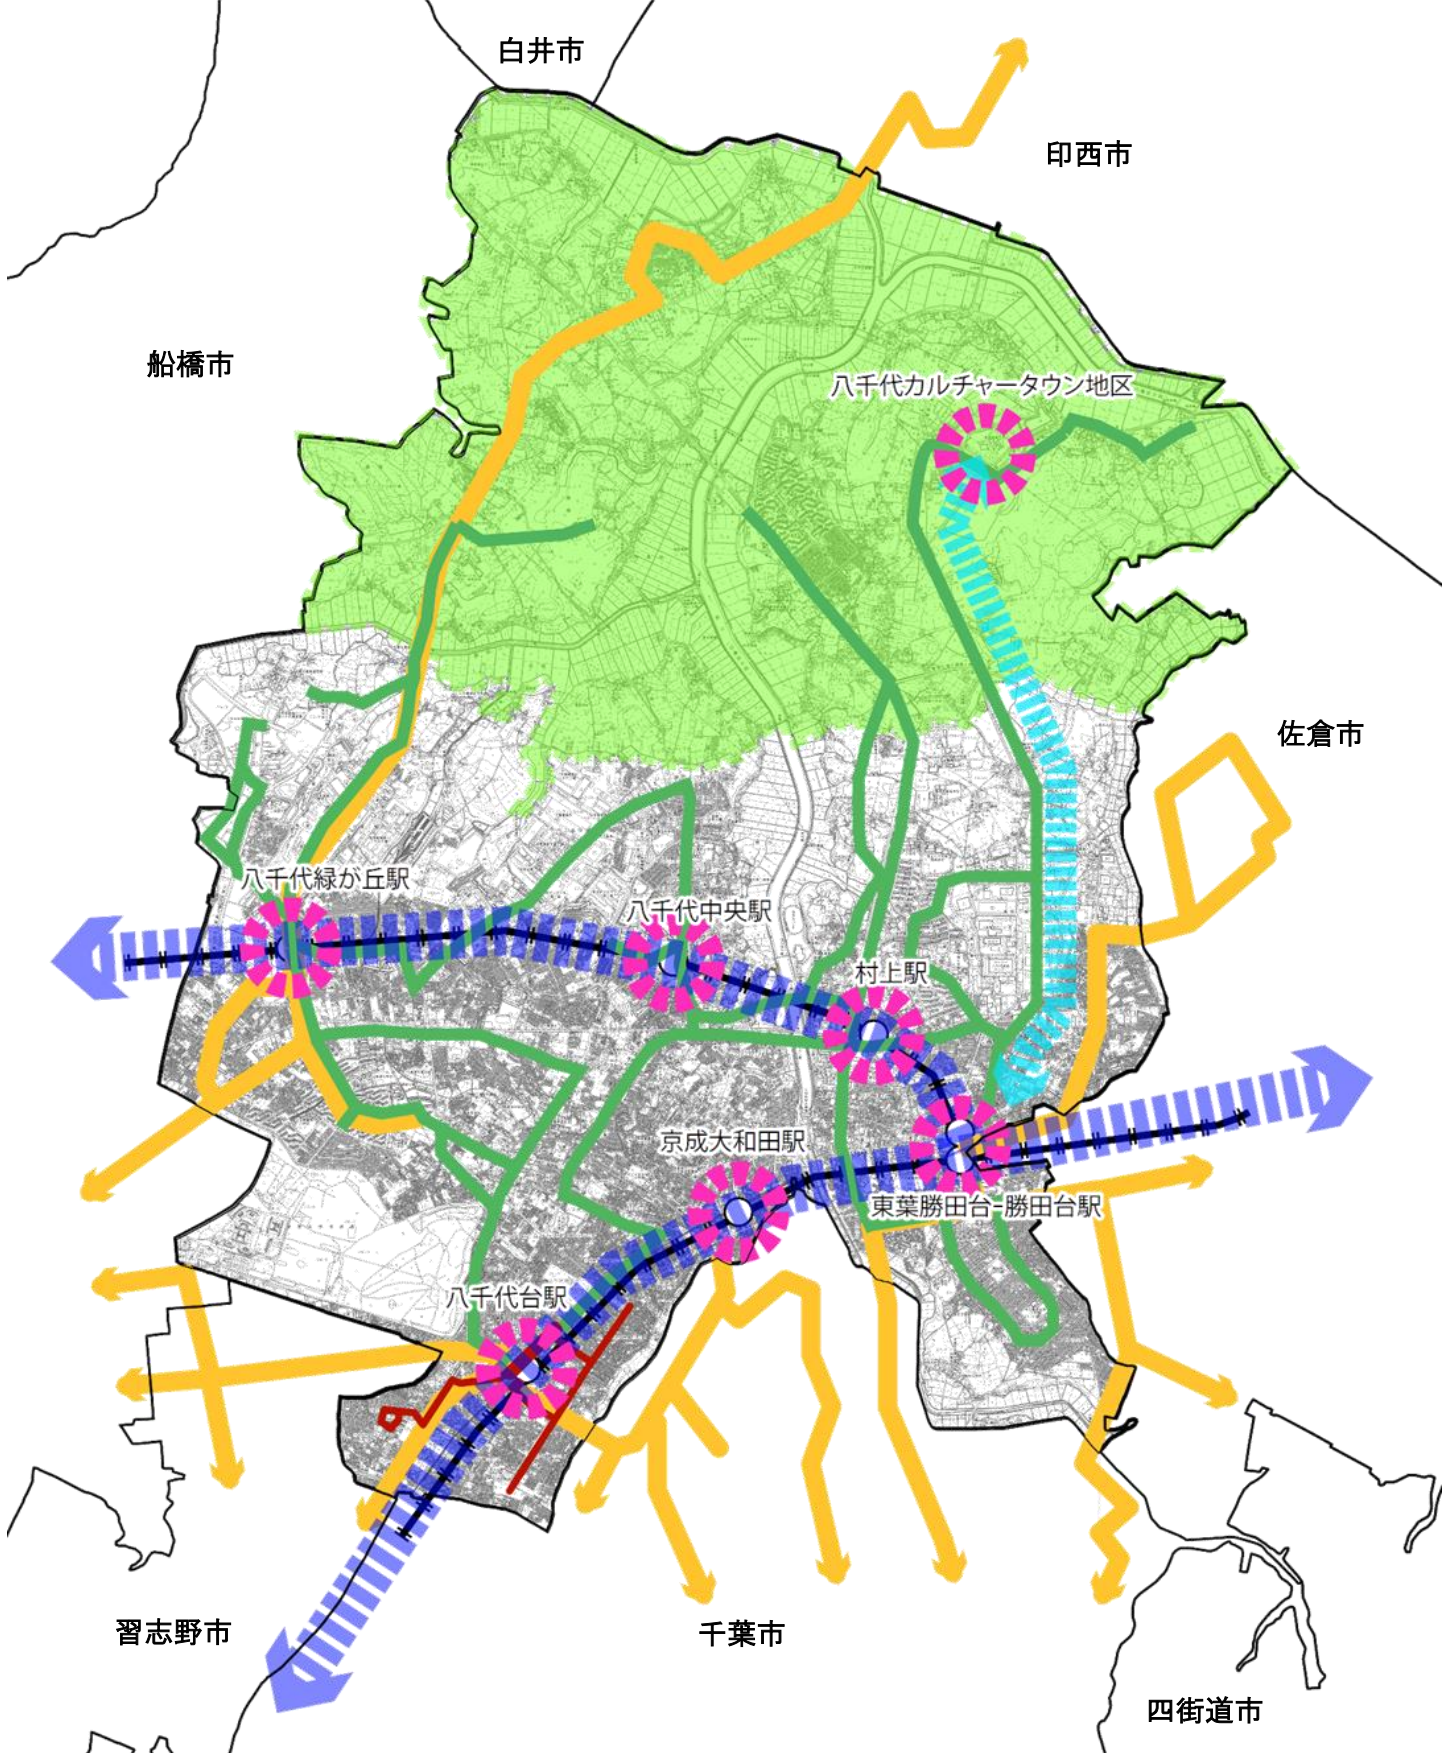 白井市
印西市
船橋市
八千代カルチャータウン地区
佐倉市
八千代緑が丘駅
八千代中央駅
村上駅
京成大和田駅
東葉勝田台-勝田台駅
八千代台駅
習志野市
千葉市
四街道市